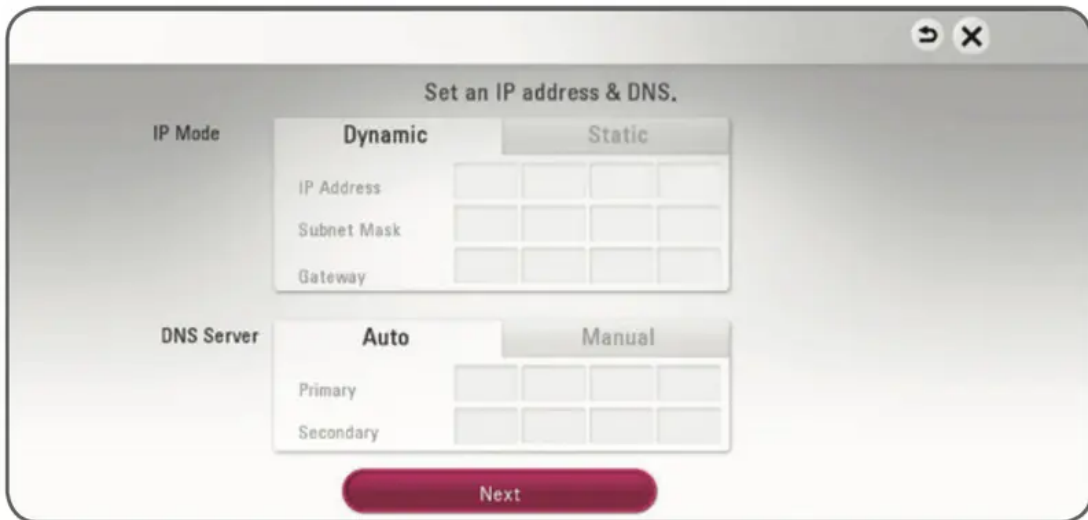 Set an IP address & DNS.
IP Mode
Dynamic
Static
IP Address
Subnet Mask
Gateway
DNS Server
Auto
Manual
Primary
Secondary
Next